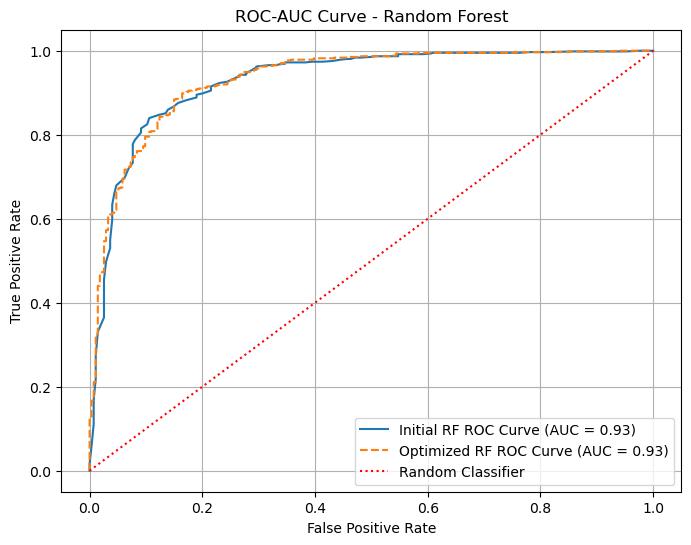 ROC-AUC Curve - Random Forest
True Positive Rate
1.0
0.8
0.6
0.4
0.2
0.0
Initial RF ROC Curve (AUC = 0.93)
Optimized RF ROC Curve (AUC = 0.93)
Random Classifier
0.0 0.2 0.4 0.6 0.8 1.0
False Positive Rate